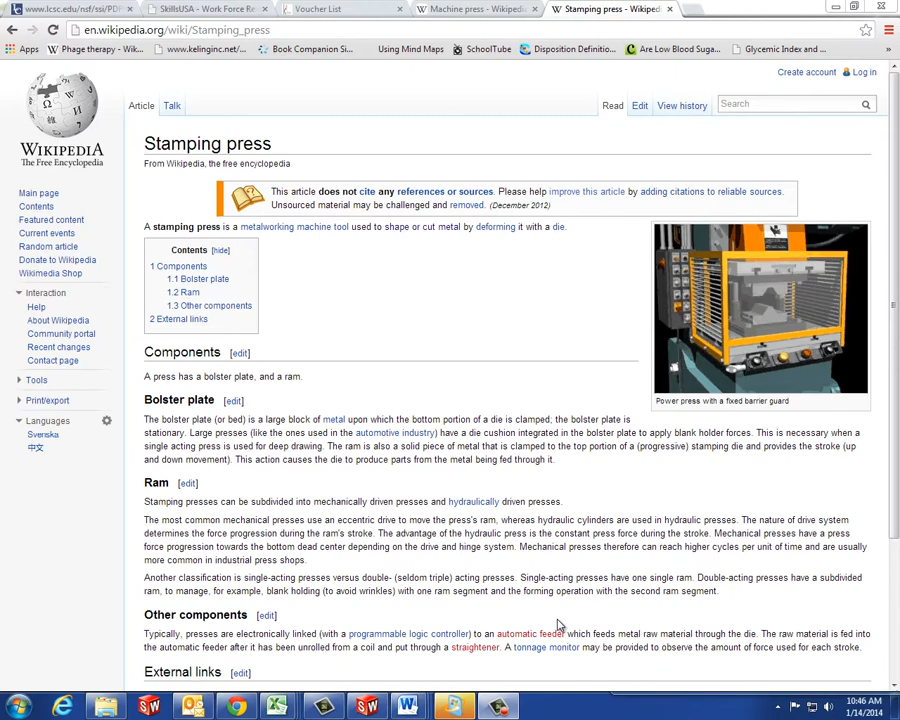 www.lcsc.edu/nsf/ssi/PDF
SkillsUSA - Work Force Re
Voucher List
Machine press - Wikipedi
Stamping press - Wikiped
en.wikipedia.org/wiki/Stamping_press
Apps
Phage therapy - Wik...
www.kelinginc.net/...
Book Companion Si...
Using Mind Maps
SchoolTube
Disposition Definitio...
Are Low Blood Suga...
Glycemic Index and ...
Create account
Log in
Article
Talk
Read
Edit
View history
Search
WIKIPEDIA
The Free Encyclopedia
Main page
Contents
Featured content
Current events
Random article
Donate to Wikipedia
Wikimedia Shop
Interaction
Help
About Wikipedia
Community portal
Recent changes
Contact page
Tools
Print/export
Languages
Svenska
中文
Stamping press
From Wikipedia, the free encyclopedia
This article does not cite any references or sources. Please help improve this article by adding citations to reliable sources.
Unsourced material may be challenged and removed. (December 2012)
A stamping press is a metalworking machine tool used to shape or cut metal by deforming it with a die.
Contents [hide]
1 Components
1.1 Bolster plate
1.2 Ram
1.3 Other components
2 External links
Power press with a fixed barrier guard
Components [edit]
A press has a bolster plate, and a ram.
Bolster plate [edit]
The bolster plate (or bed) is a large block of metal upon which the bottom portion of a die is clamped; the bolster plate is
stationary. Large presses (like the ones used in the automotive industry) have a die cushion integrated in the bolster plate to apply blank holder forces. This is necessary when a
single acting press is used for deep drawing. The ram is also a solid piece of metal that is clamped to the top portion of a (progressive) stamping die and provides the stroke (up
and down movement). This action causes the die to produce parts from the metal being fed through it.
Ram [edit]
Stamping presses can be subdivided into mechanically driven presses and hydraulically driven presses.
The most common mechanical presses use an eccentric drive to move the press's ram, whereas hydraulic cylinders are used in hydraulic presses. The nature of drive system
determines the force progression during the ram's stroke. The advantage of the hydraulic press is the constant press force during the stroke. Mechanical presses have a press
force progression towards the bottom dead center depending on the drive and hinge system. Mechanical presses therefore can reach higher cycles per unit of time and are usually
more common in industrial press shops.
Another classification is single-acting presses versus double- (seldom triple) acting presses. Single-acting presses have one single ram. Double-acting presses have a subdivided
ram, to manage, for example, blank holding (to avoid wrinkles) with one ram segment and the forming operation with the second ram segment.
Other components [edit]
Typically, presses are electronically linked (with a programmable logic controller) to an automatic feeder which feeds metal raw material through the die. The raw material is fed into
the automatic feeder after it has been unrolled from a coil and put through a straightener. A tonnage monitor may be provided to observe the amount of force used for each stroke.
External links [edit]
10:46 AM
1/14/2014